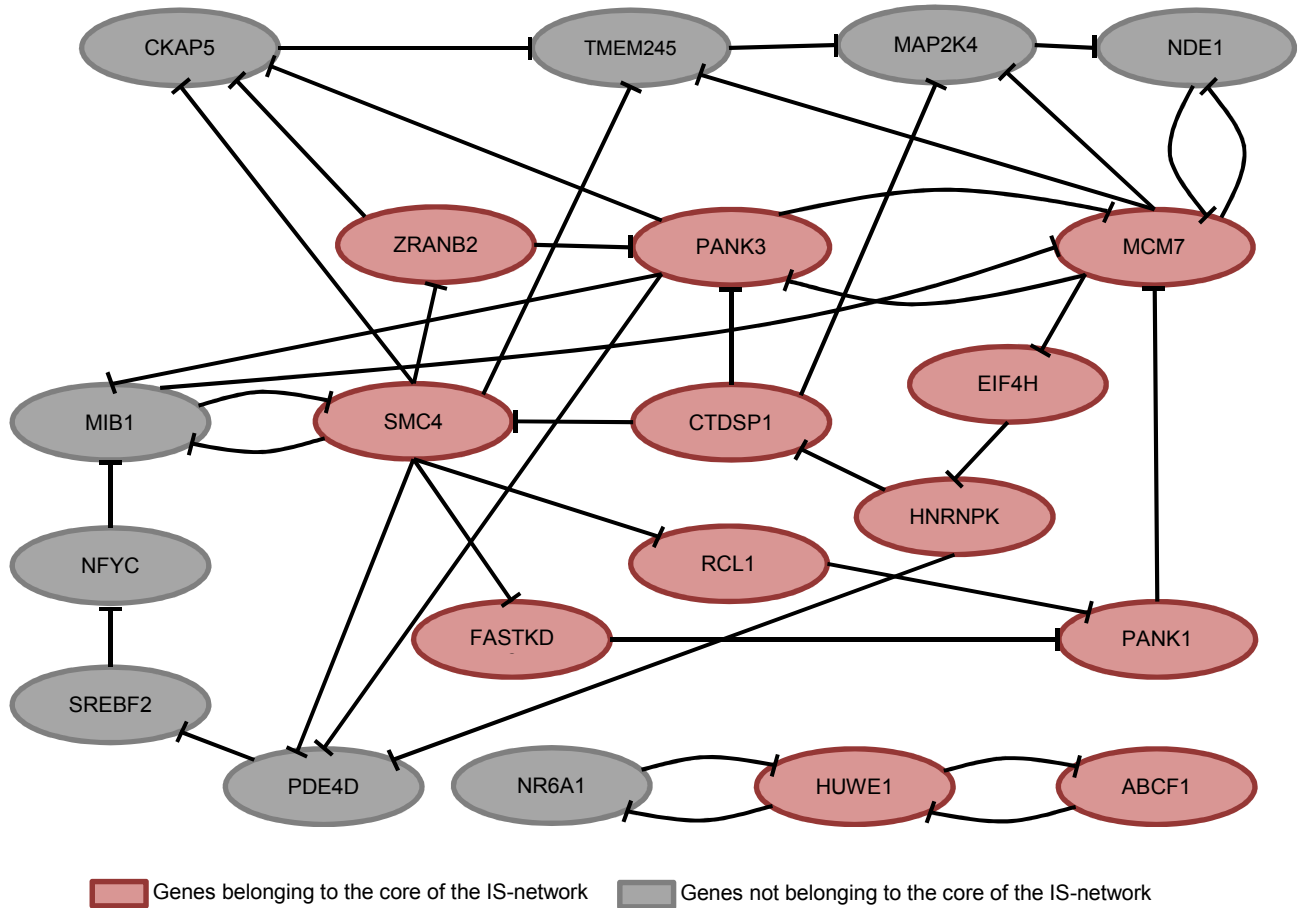 CKAP5
TMEM245
MAP2K4
NDE1
ZRANB2
PANK3
MCM7
EIF4H
MIB1
SMC4
CTDSP1
HNRNPK
NFYC
RCL1
FASTKD
PANK1
SREBF2
PDE4D
NR6A1
HUWE1
ABCF1
Genes belonging to the core of the IS-network
Genes not belonging to the core of the IS-network